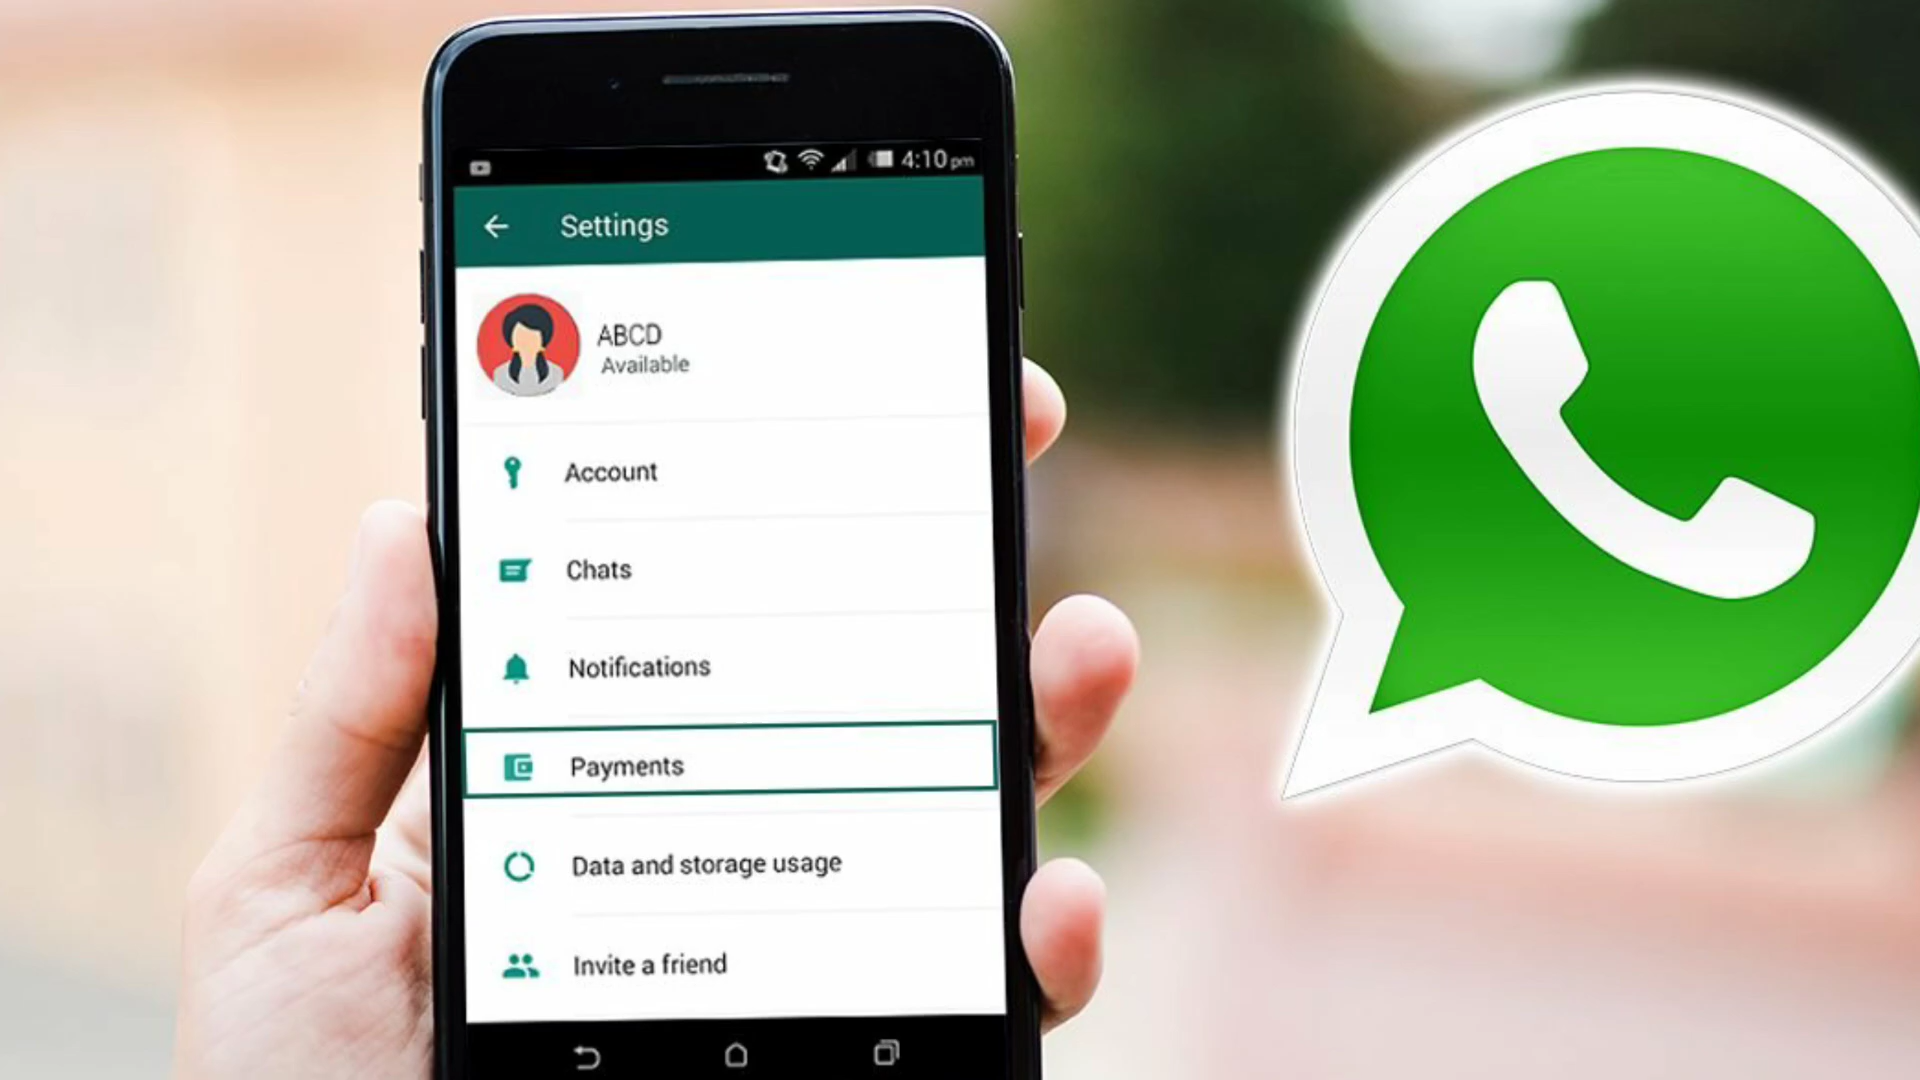 4:10 pm
Settings
ABCD
Available
Account
Chats
Notifications
Payments
Data and storage usage
Invite a friend